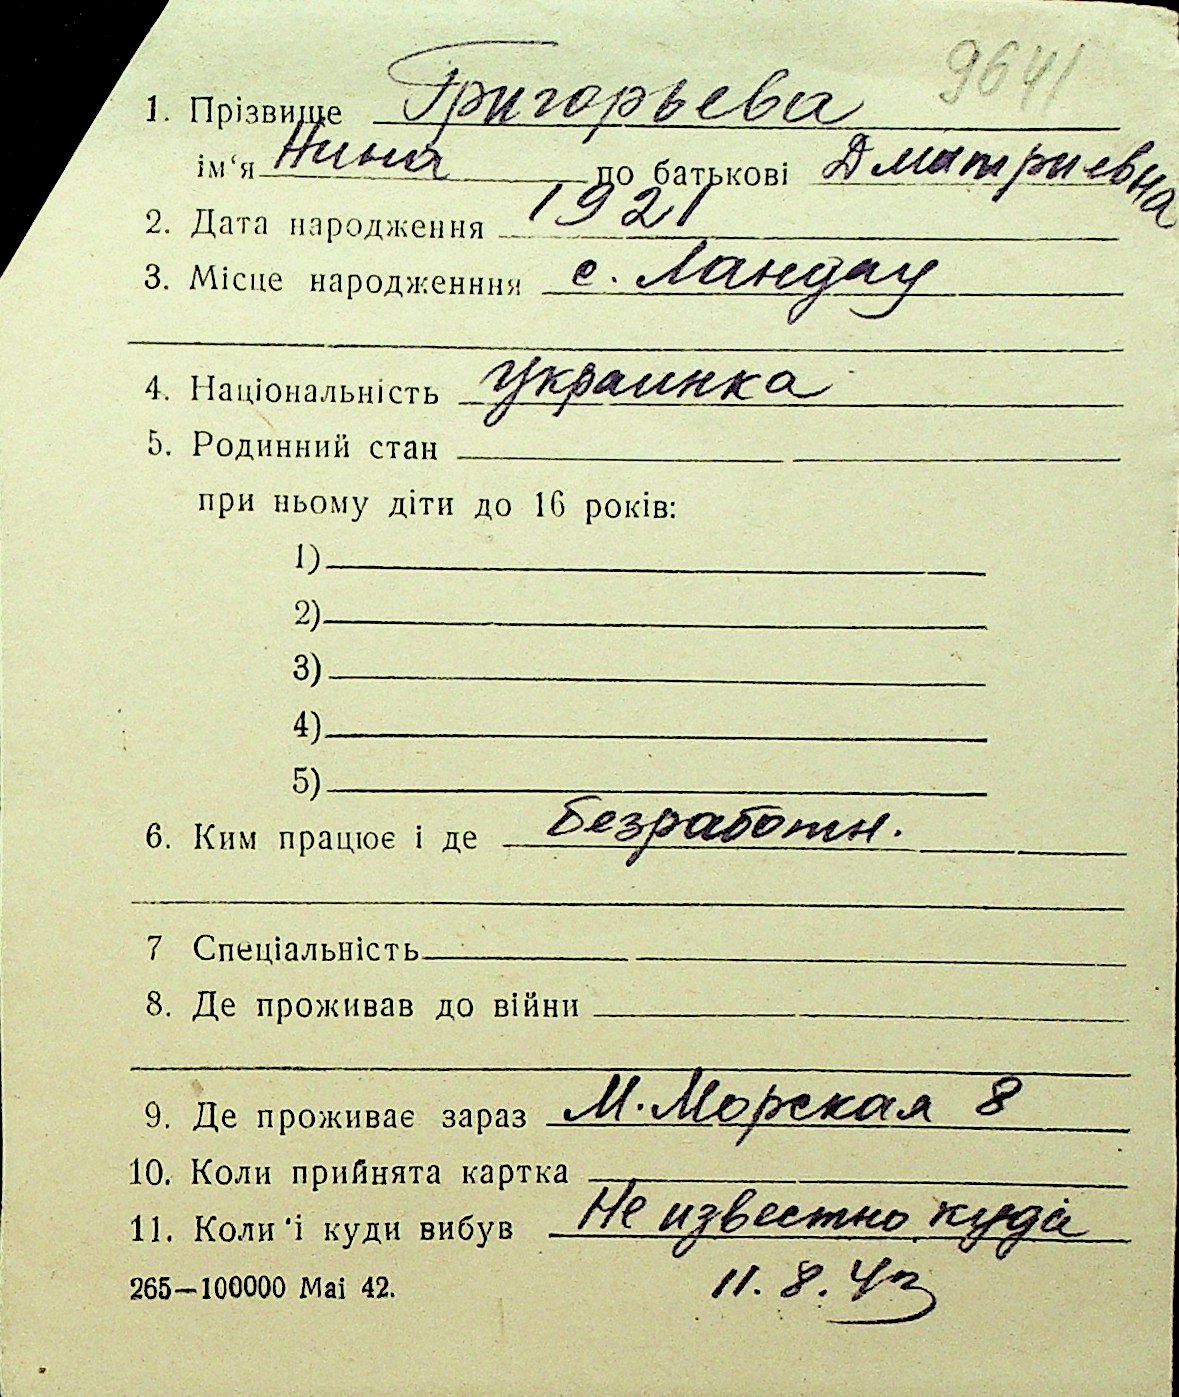 9641
1. Прізвище Григорьева
ім‘я Нина по батькові Дматриевна
2. Дата народження 1921
3. Місце народженння с. Ландау
4. Національність украинка
5. Родинний стан
при ньому діти до 16 років:
1)
2)
3)
4)
5)
6. Ким працює і де безработн.
7 Спеціальність
8. Де проживав до війни
9. Де проживає зараз М. Морская 8
10. Коли прийнята картка
11. Коли і куди вибув Не известно куда
265—100000 Mai 42. 11. 8. 43